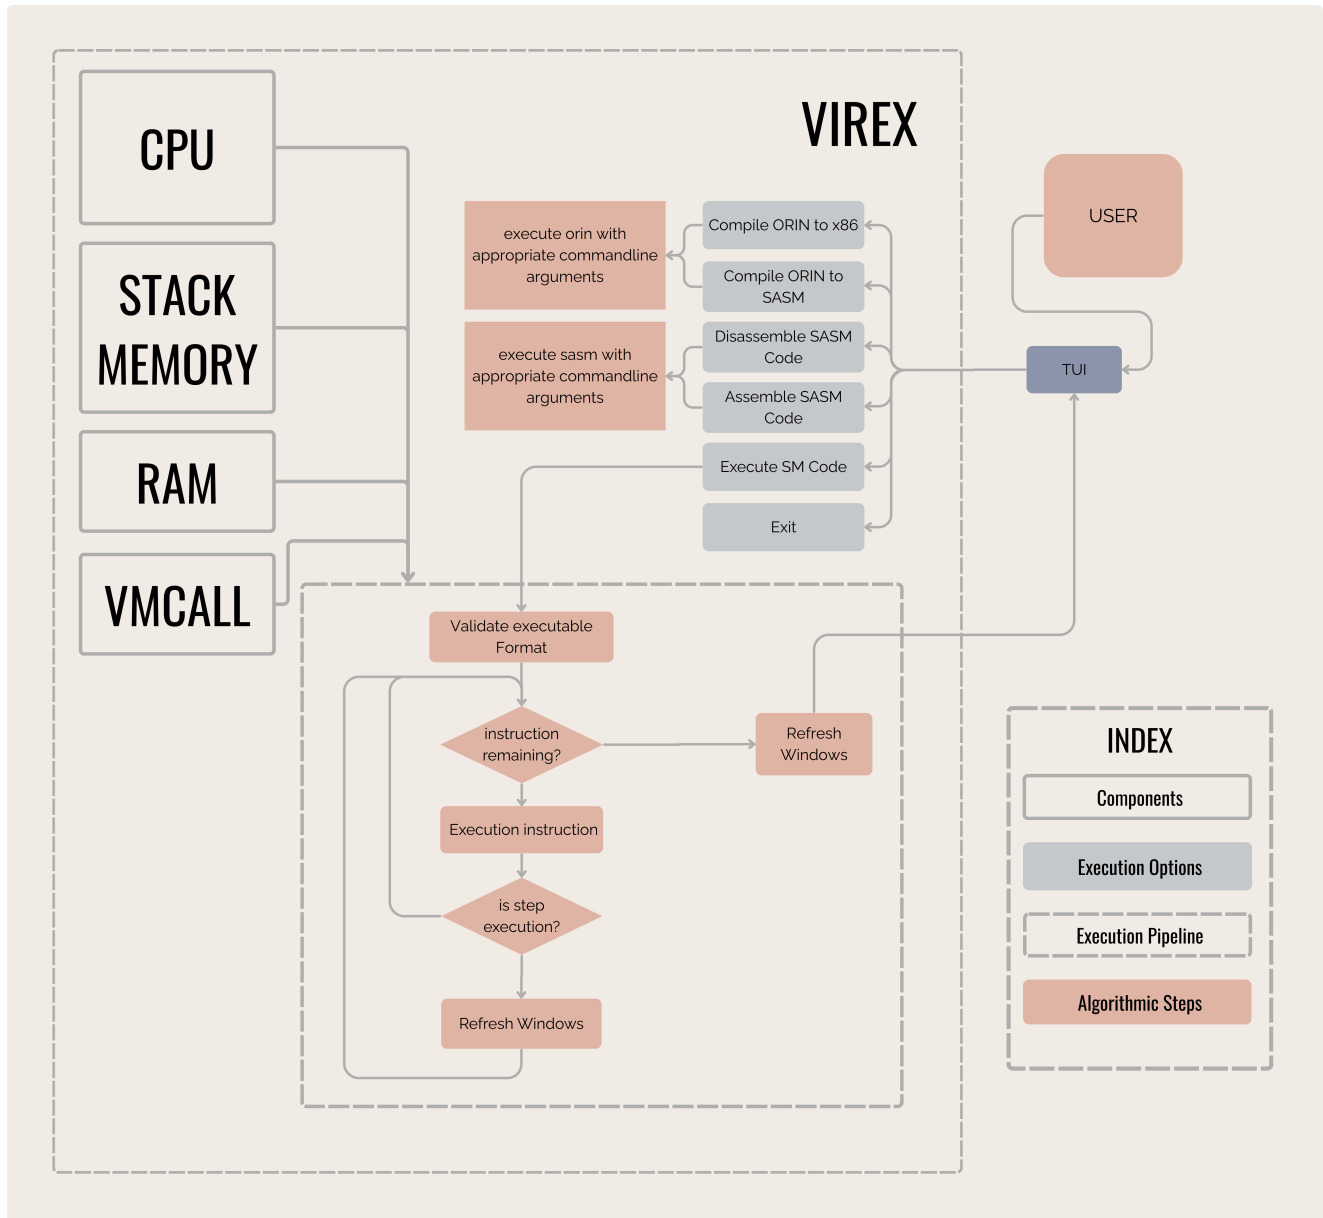 VIREX
CPU
STACK
MEMORY
RAM
VMCALL
USER
TUI
Compile ORIN to x86
Compile ORIN to
SASM
Disassemble SASM
Code
Assemble SASM
Code
Execute SM Code
Exit
execute orin with
appropriate commandline
arguments
execute sasm with
appropriate commandline
arguments
Validate executable
Format
instruction
remaining?
Refresh
Windows
Execution instruction
is step
execution?
Refresh Windows
INDEX
Components
Execution Options
Execution Pipeline
Algorithmic Steps